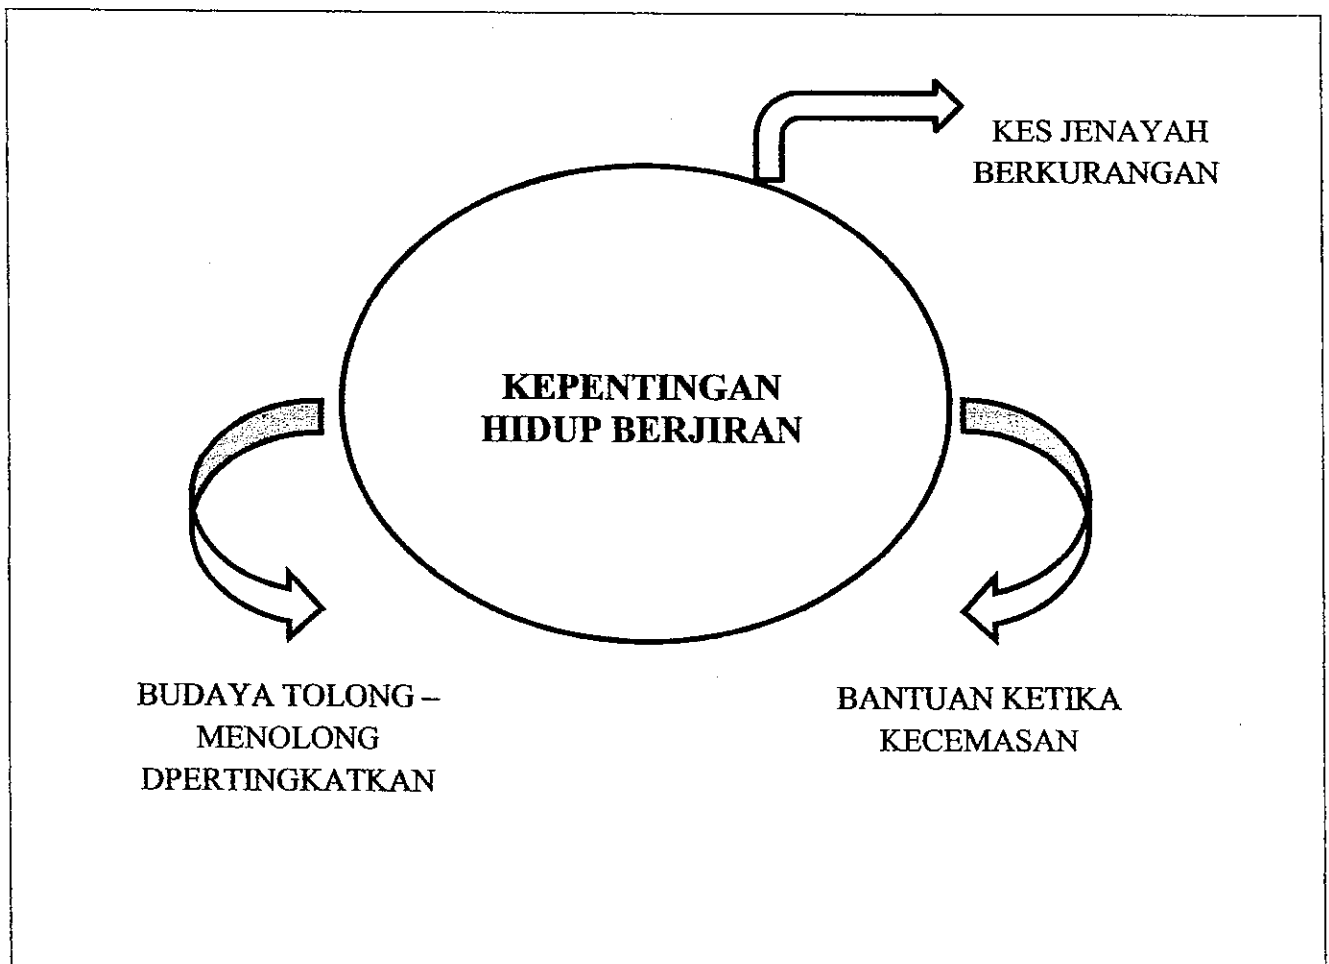 KES JENAYAH
BERKURANGAN
KEPENTINGAN
HIDUP BERJIRAN
BUDAYA TOLONG –
MENOLONG
DPERTINGKATKAN
BANTUAN KETIKA
KECEMASAN